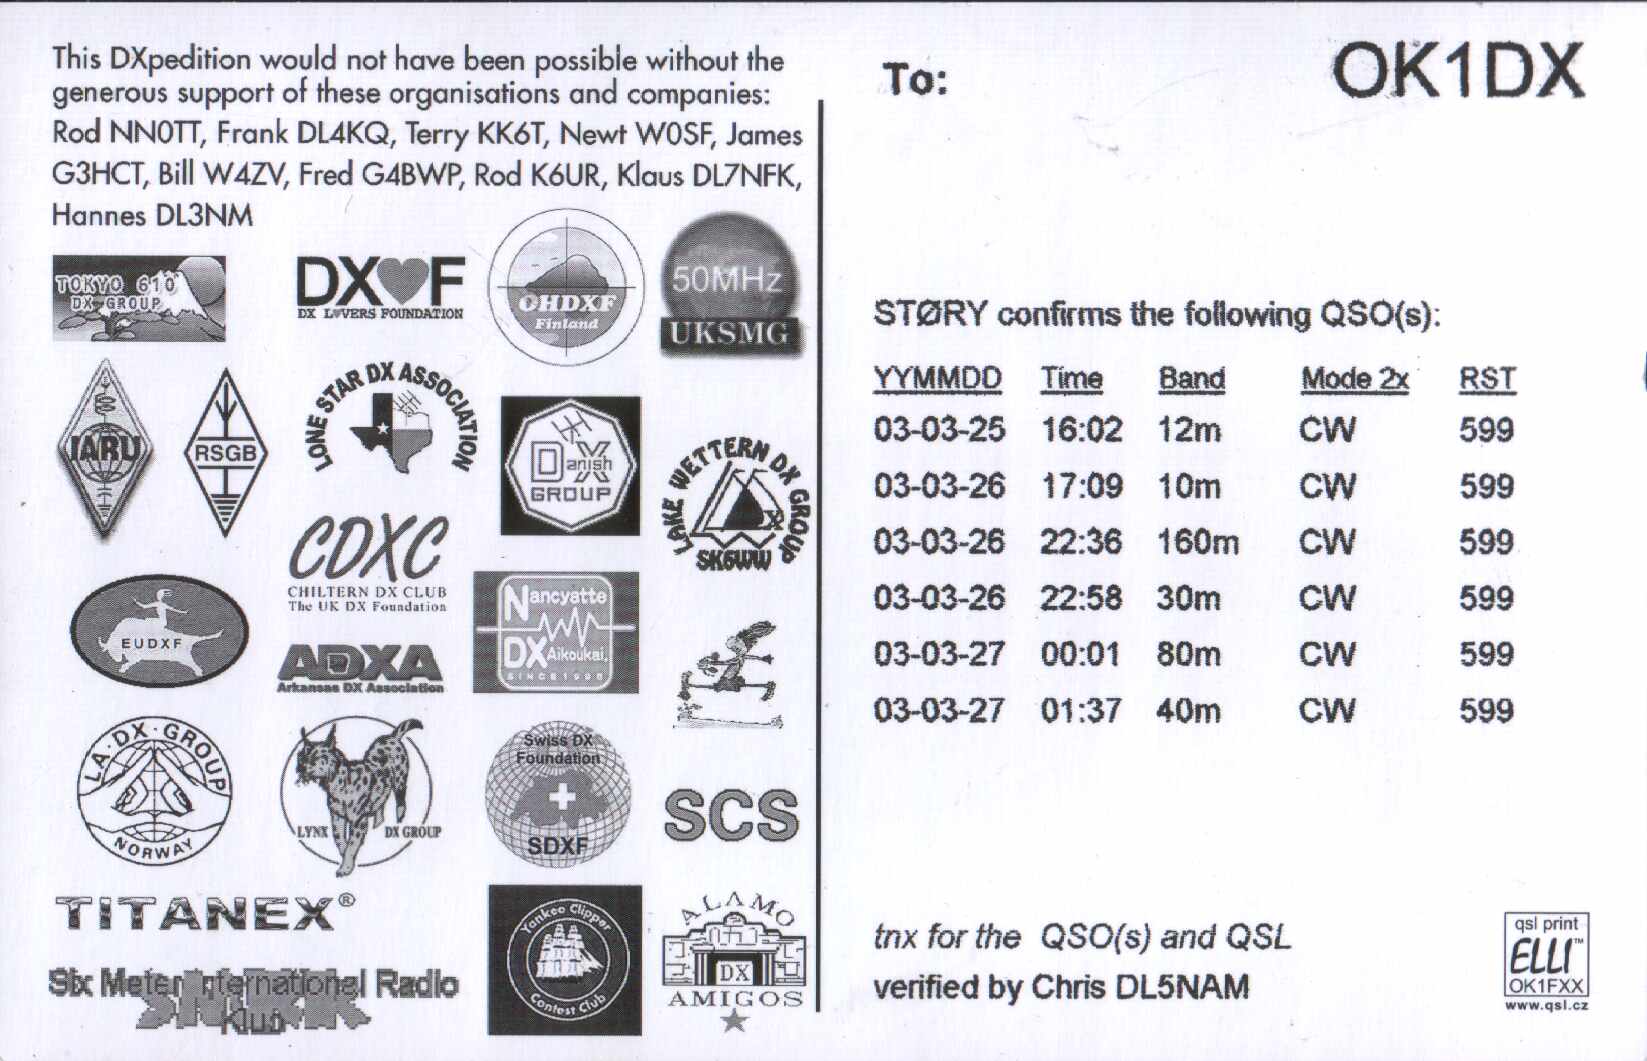 This DXpedition would not have been possible without the
generous support of these organisations and companies:
Rod NN0TT, Frank DL4KQ, Terry KK6T, Newt W0SF, James
G3HCT, Bill W4ZV, Fred G4BWP, Rod K6UR, Klaus DL7NFK,
Hannes DL3NM
TOKYO 610
DX GROUP
DX F
DX L♥VERS FOUNDATION
OHDXF
Finland
50MHz
UKSMG
IARU
RSGB
LONE STAR DX ASSOCIATION
Danish
DX
GROUP
LAKE WETTERN DX GROUP
SK6WW
CDXC
CHILTERN DX CLUB
The UK DX Foundation
EUDXF
ADXA
Arkansas DX Association
Nancyatte
DX Aikoukai.
SINCE 1998
LA·DX·GROUP
NORWAY
LYNX DX GROUP
Swiss DX
Foundation
SDXF
SCS
TITANEX®
Six Meter International Radio
Klub
Yankee Clipper
Contest Club
ALAMO
DX
AMIGOS
To: OK1DX
STØRY confirms the following QSO(s):
YYMMDD Time Band Mode 2x RST
03-03-25 16:02 12m CW 599
03-03-26 17:09 10m CW 599
03-03-26 22:36 160m CW 599
03-03-26 22:58 30m CW 599
03-03-27 00:01 80m CW 599
03-03-27 01:37 40m CW 599
tnx for the QSO(s) and QSL
verified by Chris DL5NAM
qsl print
ELLI™
OK1FXX
www.qsl.cz